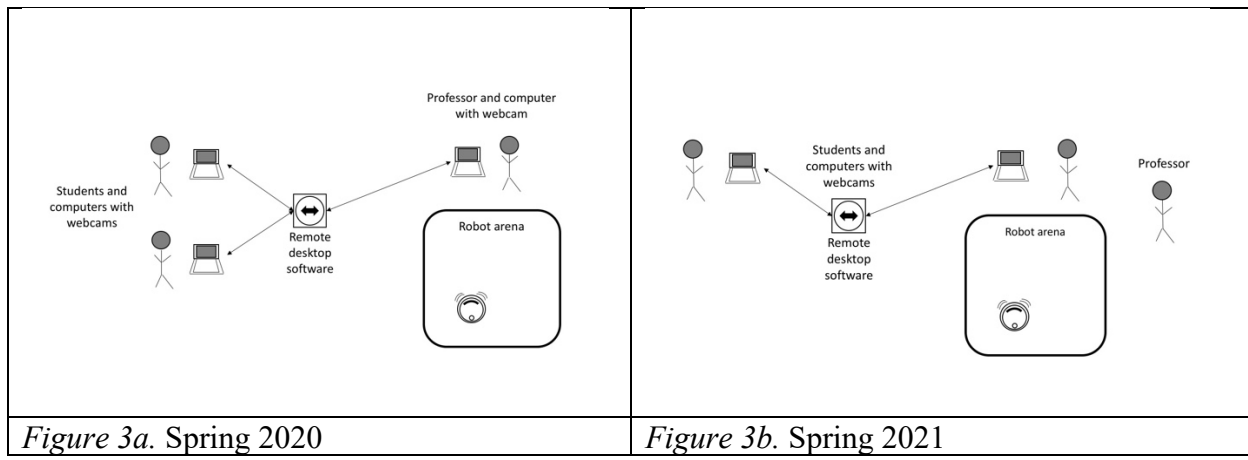 Professor and computer
with webcam
Students and
computers with
webcams
Remote
desktop
software
Robot arena
Figure 3a. Spring 2020
Students and
computers with
webcams
Professor
Remote
desktop
software
Robot arena
Figure 3b. Spring 2021